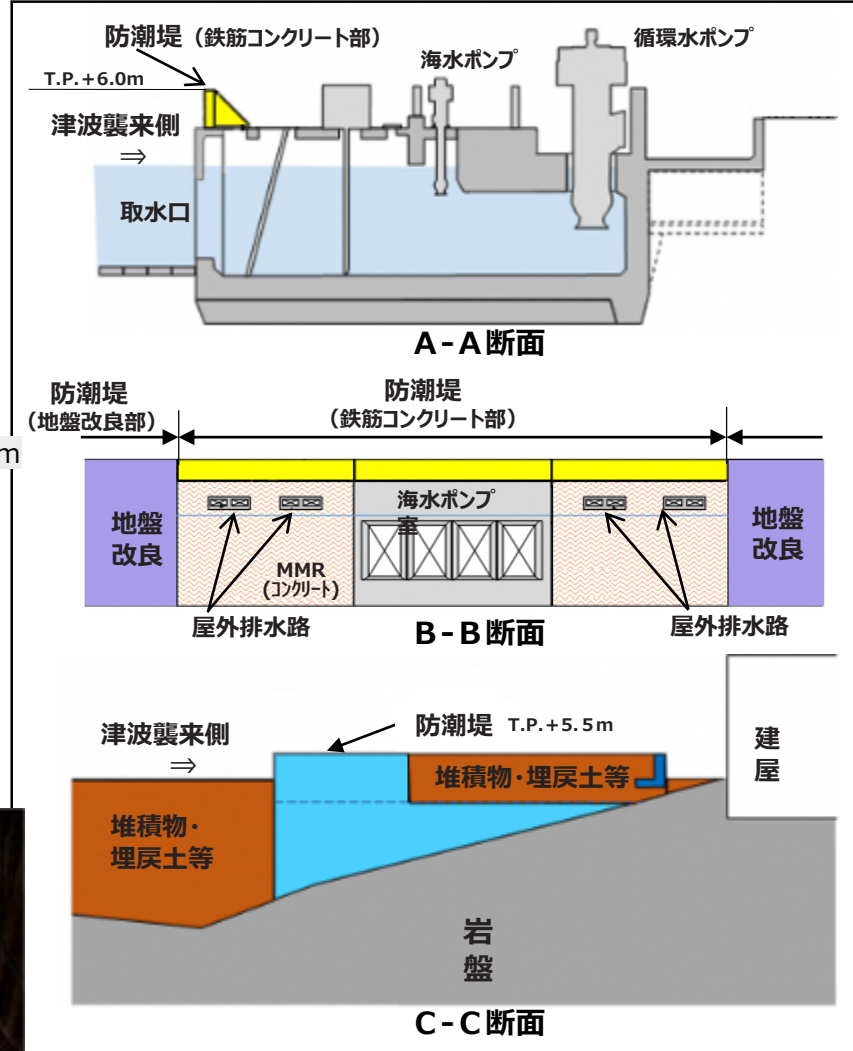 防潮堤（鉄筋コンクリート部）
海水ポンプ
循環水ポンプ
T.P.+6.0m
津波襲来側
⇒
取水口
A-A断面
防潮堤
(地盤改良部)
防潮堤
(鉄筋コンクリート部)
m
地盤
改良
海水ポンプ
室
MMR
(コンクリート)
地盤
改良
屋外排水路
屋外排水路
B-B断面
津波襲来側
⇒
防潮堤 T.P.+5.5m
堆積物・埋戻土等
建
屋
堆積物・
埋戻土等
岩
盤
C-C断面